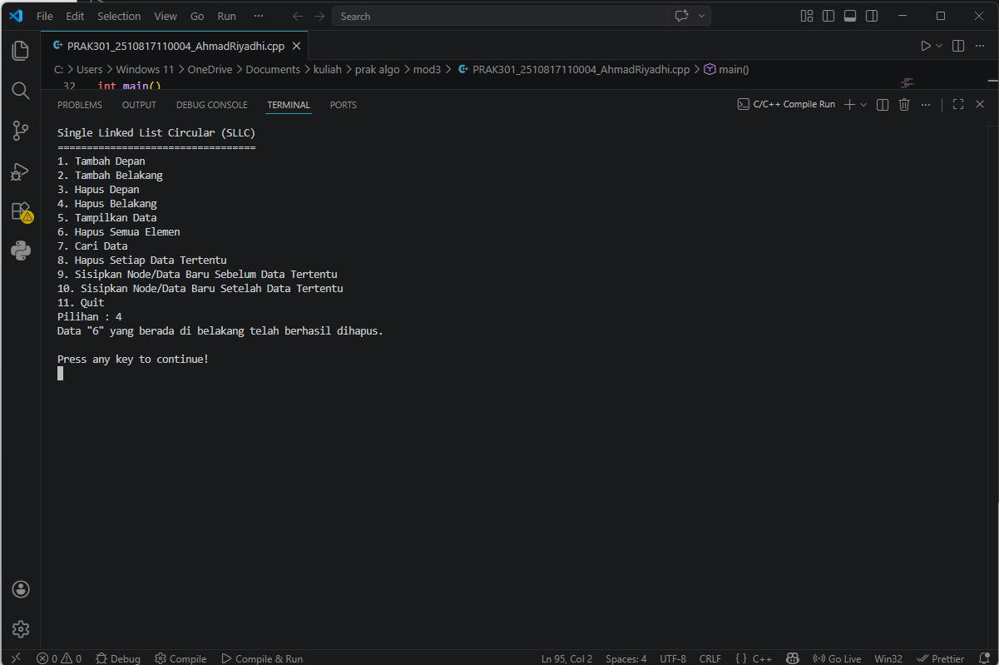 File Edit Selection View Go Run ··· Search
PRAK301_2510817110004_AhmadRiyadhi.cpp
C: > Users > Windows 11 > OneDrive > Documents > kuliah > prak algo > mod3 > PRAK301_2510817110004_AhmadRiyadhi.cpp > main()
32 int main()
PROBLEMS OUTPUT DEBUG CONSOLE TERMINAL PORTS C/C++ Compile Run
Single Linked List Circular (SLLC)
==================================
1. Tambah Depan
2. Tambah Belakang
3. Hapus Depan
4. Hapus Belakang
5. Tampilkan Data
6. Hapus Semua Elemen
7. Cari Data
8. Hapus Setiap Data Tertentu
9. Sisipkan Node/Data Baru Sebelum Data Tertentu
10. Sisipkan Node/Data Baru Setelah Data Tertentu
11. Quit
Pilihan : 4
Data "6" yang berada di belakang telah berhasil dihapus.
Press any key to continue!
0 0 Debug Compile Compile & Run Ln 95, Col 2 Spaces: 4 UTF-8 CRLF { } C++ Go Live Win32 Prettier